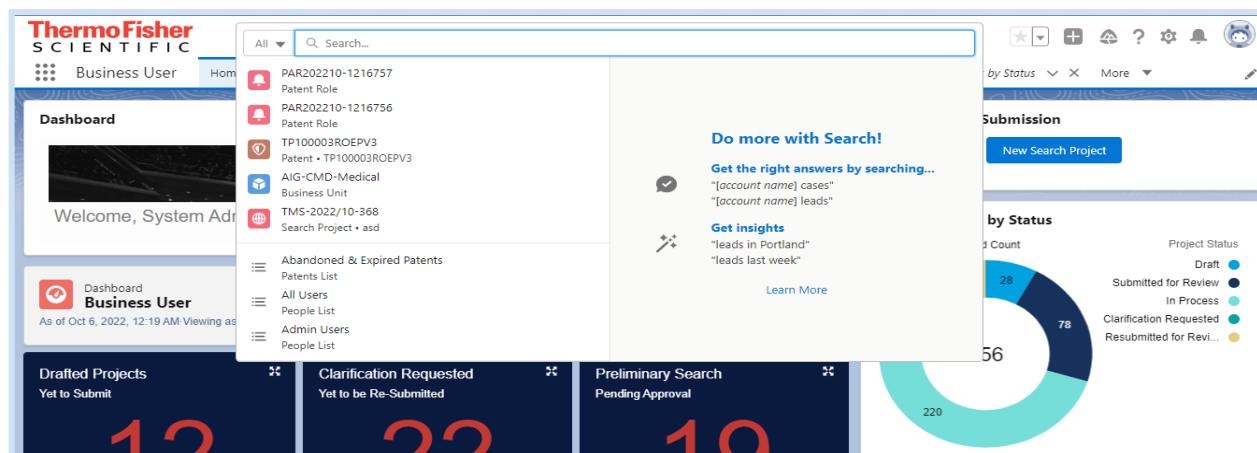 ThermoFisher
SCIENTIFIC
All
Search...
Business User
Hom
by Status
More
PAR202210-1216757
Patent Role
PAR202210-1216756
Patent Role
TP100003ROEPV3
Patent • TP100003ROEPV3
AIG-CMD-Medical
Business Unit
TMS-2022/10-368
Search Project • asd
Abandoned & Expired Patents
Patents List
All Users
People List
Admin Users
People List
Do more with Search!
Get the right answers by searching...
"[account name] cases"
"[account name] leads"
Get insights
"leads in Portland"
"leads last week"
Learn More
Dashboard
Welcome, System Adr
Dashboard
Business User
As of Oct 6, 2022, 12:19 AM·Viewing as
Submission
New Search Project
by Status
d Count
Project Status
Draft
Submitted for Review
In Process
Clarification Requested
Resubmitted for Revi...
28
78
56
220
Drafted Projects
Yet to Submit
12
Clarification Requested
Yet to be Re-Submitted
22
Preliminary Search
Pending Approval
19